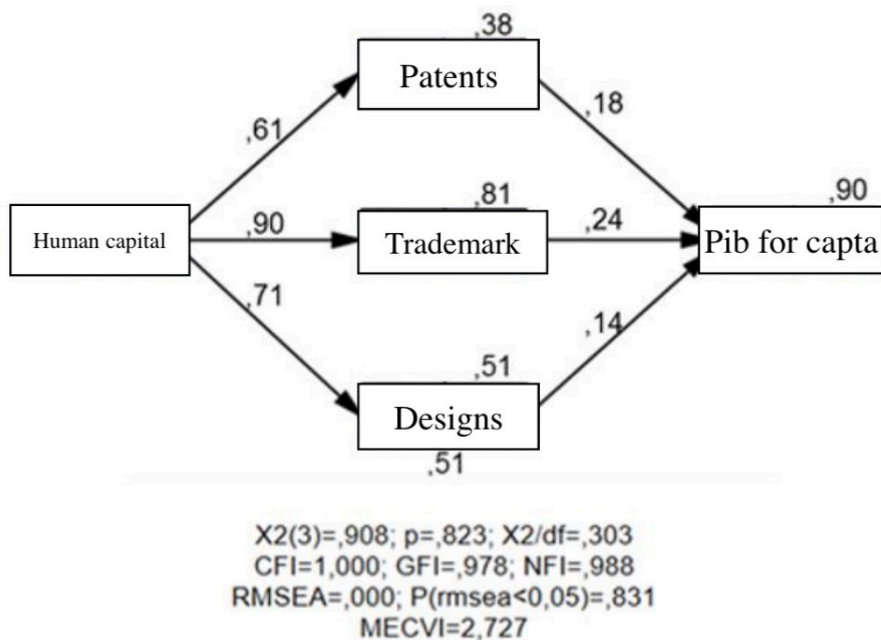 ,38
Patents
,61
,18
,81
,90
Human capital
,90
Trademark
,24
Pib for capta
,71
,14
,51
Designs
,51
X2(3)=,908; p=,823; X2/df=,303
CFI=1,000; GFI=,978; NFI=,988
RMSEA=,000; P(rmsea<0,05)=,831
MECVI=2,727